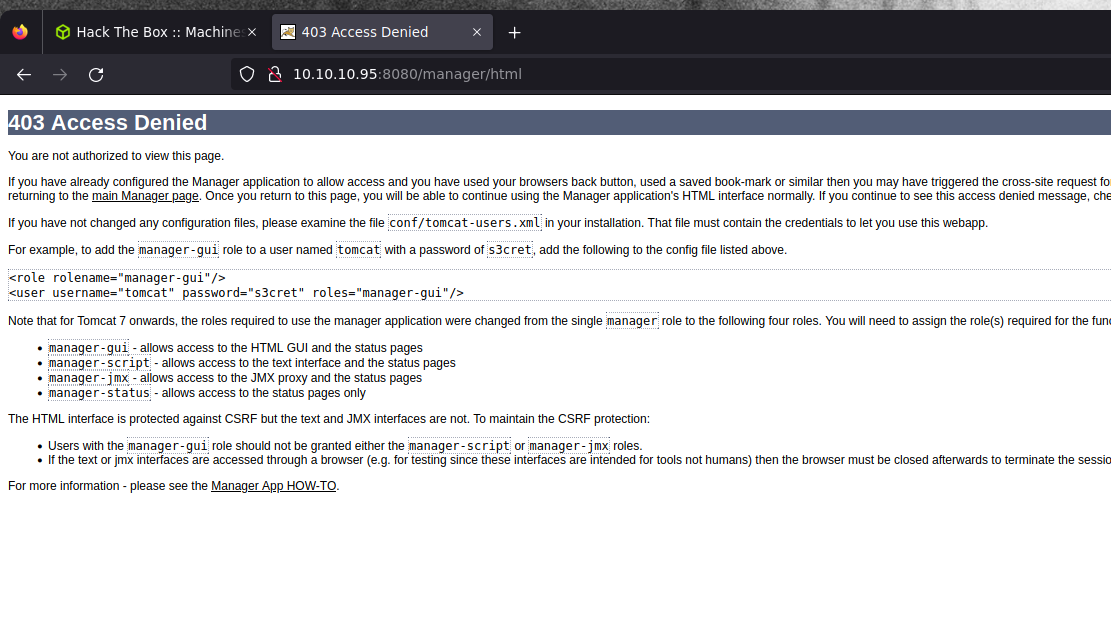 Hack The Box :: Machine
403 Access Denied
10.10.10.95:8080/manager/html
403 Access Denied
You are not authorized to view this page.
If you have already configured the Manager application to allow access and you have used your browsers back button, used a saved book-mark or similar then you may have triggered the cross-site request
returning to the main Manager page. Once you return to this page, you will be able to continue using the Manager application's HTML interface normally. If you continue to see this access denied message,
If you have not changed any configuration files, please examine the file conf/tomcat-users.xml in your installation. That file must contain the credentials to let you use this webapp.
For example, to add the manager-gui role to a user named tomcat with a password of s3cret, add the following to the config file listed above.
<role rolename="manager-gui"/>
<user username="tomcat" password="s3cret" roles="manager-gui"/>
Note that for Tomcat 7 onwards, the roles required to use the manager application were changed from the single manager role to the following four roles. You will need to assign the role(s) required for the
• manager-gui - allows access to the HTML GUI and the status pages
• manager-script - allows access to the text interface and the status pages
• manager-jmx - allows access to the JMX proxy and the status pages
• manager-status - allows access to the status pages only
The HTML interface is protected against CSRF but the text and JMX interfaces are not. To maintain the CSRF protection:
• Users with the manager-gui role should not be granted either the manager-script or manager-jmx roles.
• If the text or jmx interfaces are accessed through a browser (e.g. for testing since these interfaces are intended for tools not humans) then the browser must be closed afterwards to terminate the
For more information - please see the Manager App HOW-TO.